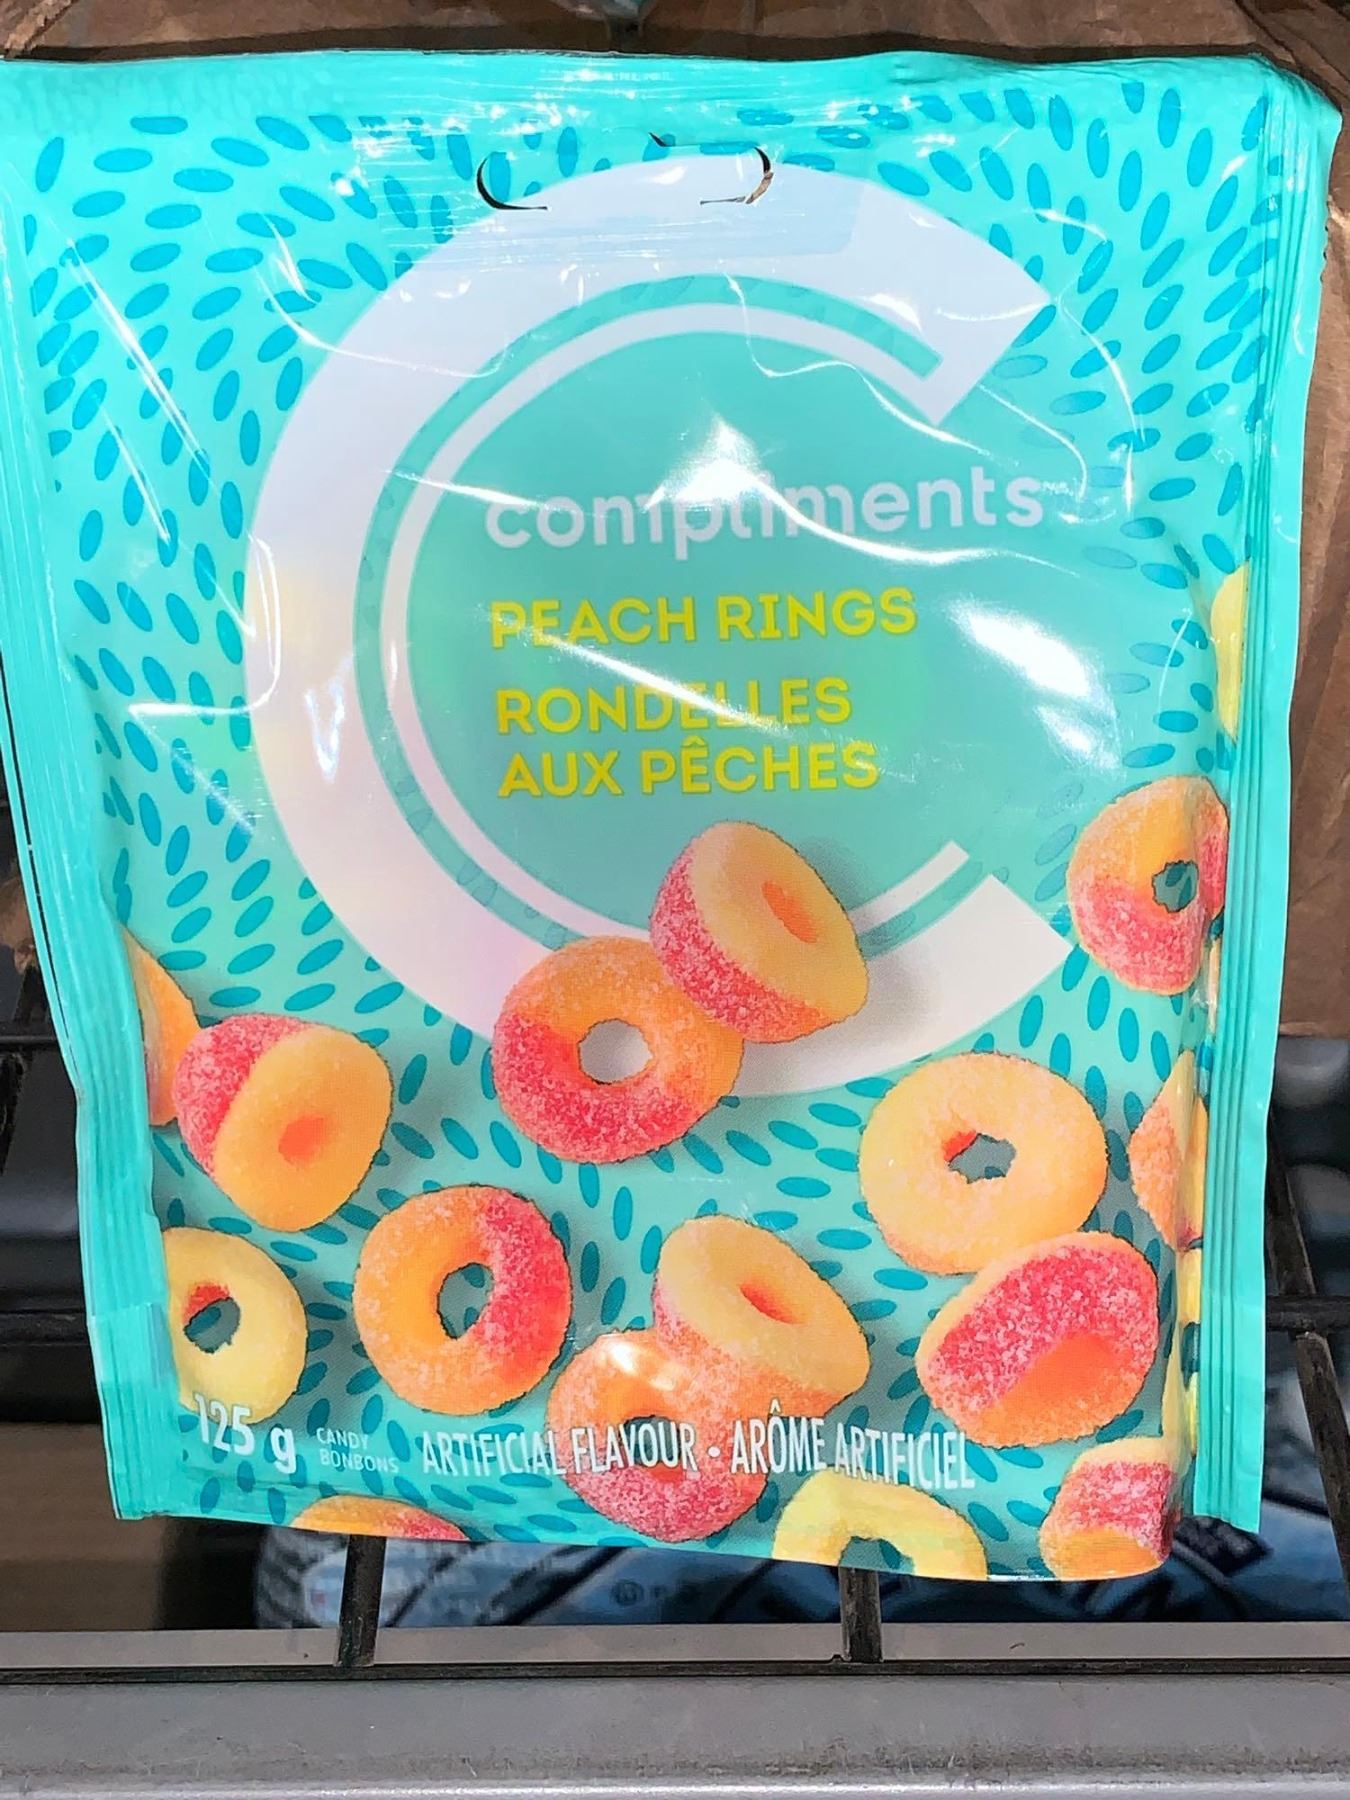 compliments
PEACH RINGS
RONDELLES
AUX PÊCHES
125 g
CANDY
BONBONS
ARTIFICIAL FLAVOUR • ARÔME ARTIFICIEL